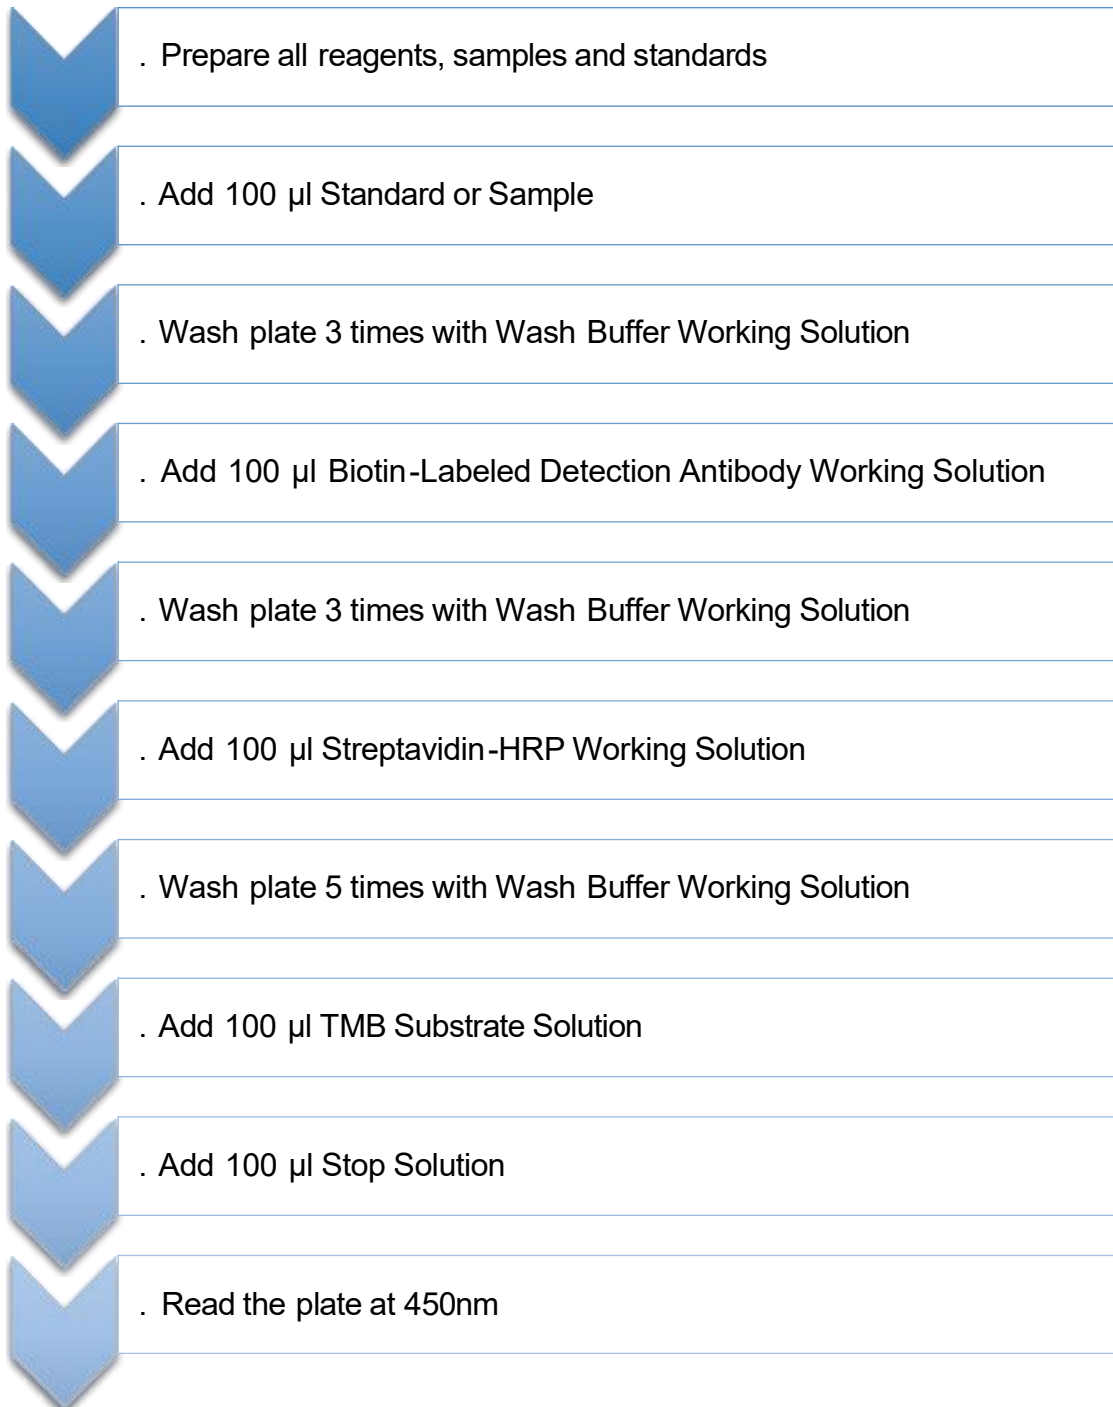 . Prepare all reagents, samples and standards
. Add 100 µl Standard or Sample
. Wash plate 3 times with Wash Buffer Working Solution
. Add 100 µl Biotin-Labeled Detection Antibody Working Solution
. Wash plate 3 times with Wash Buffer Working Solution
. Add 100 µl Streptavidin-HRP Working Solution
. Wash plate 5 times with Wash Buffer Working Solution
. Add 100 µl TMB Substrate Solution
. Add 100 µl Stop Solution
. Read the plate at 450nm